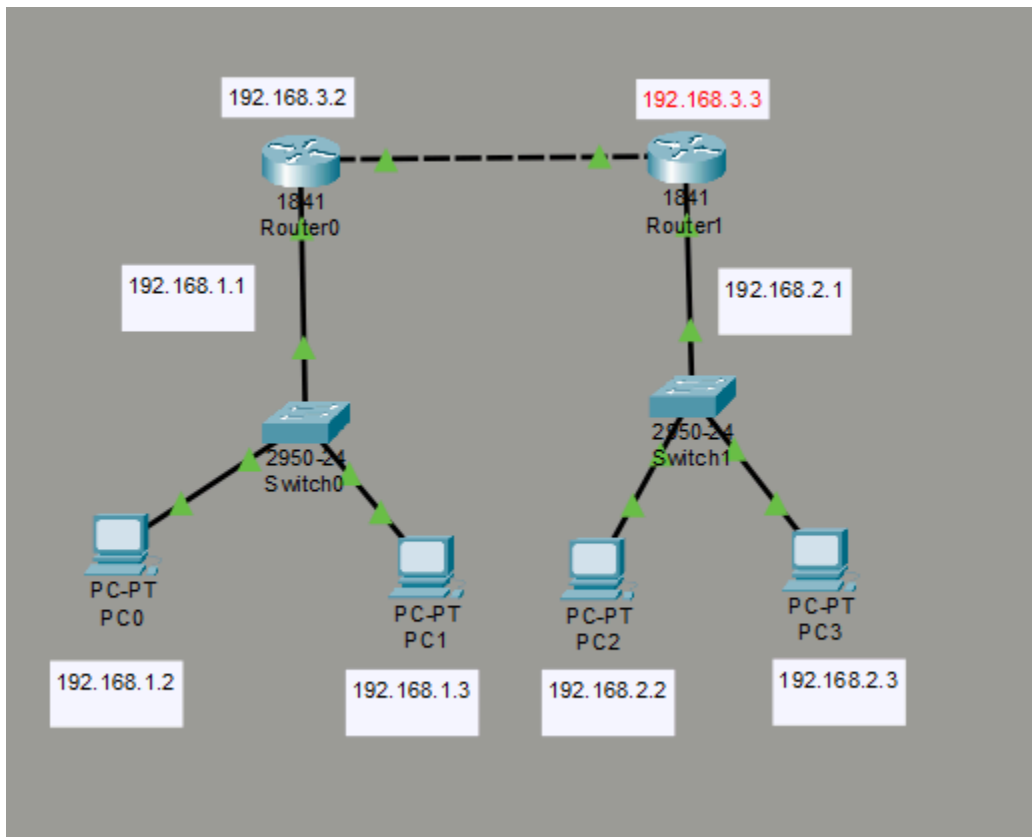 192.168.3.2
192.168.3.3
1841
Router0
1841
Router1
192.168.1.1
192.168.2.1
2950-24
Switch0
2950-24
Switch1
PC-PT
PC0
PC-PT
PC1
PC-PT
PC2
PC-PT
PC3
192.168.1.2
192.168.1.3
192.168.2.2
192.168.2.3